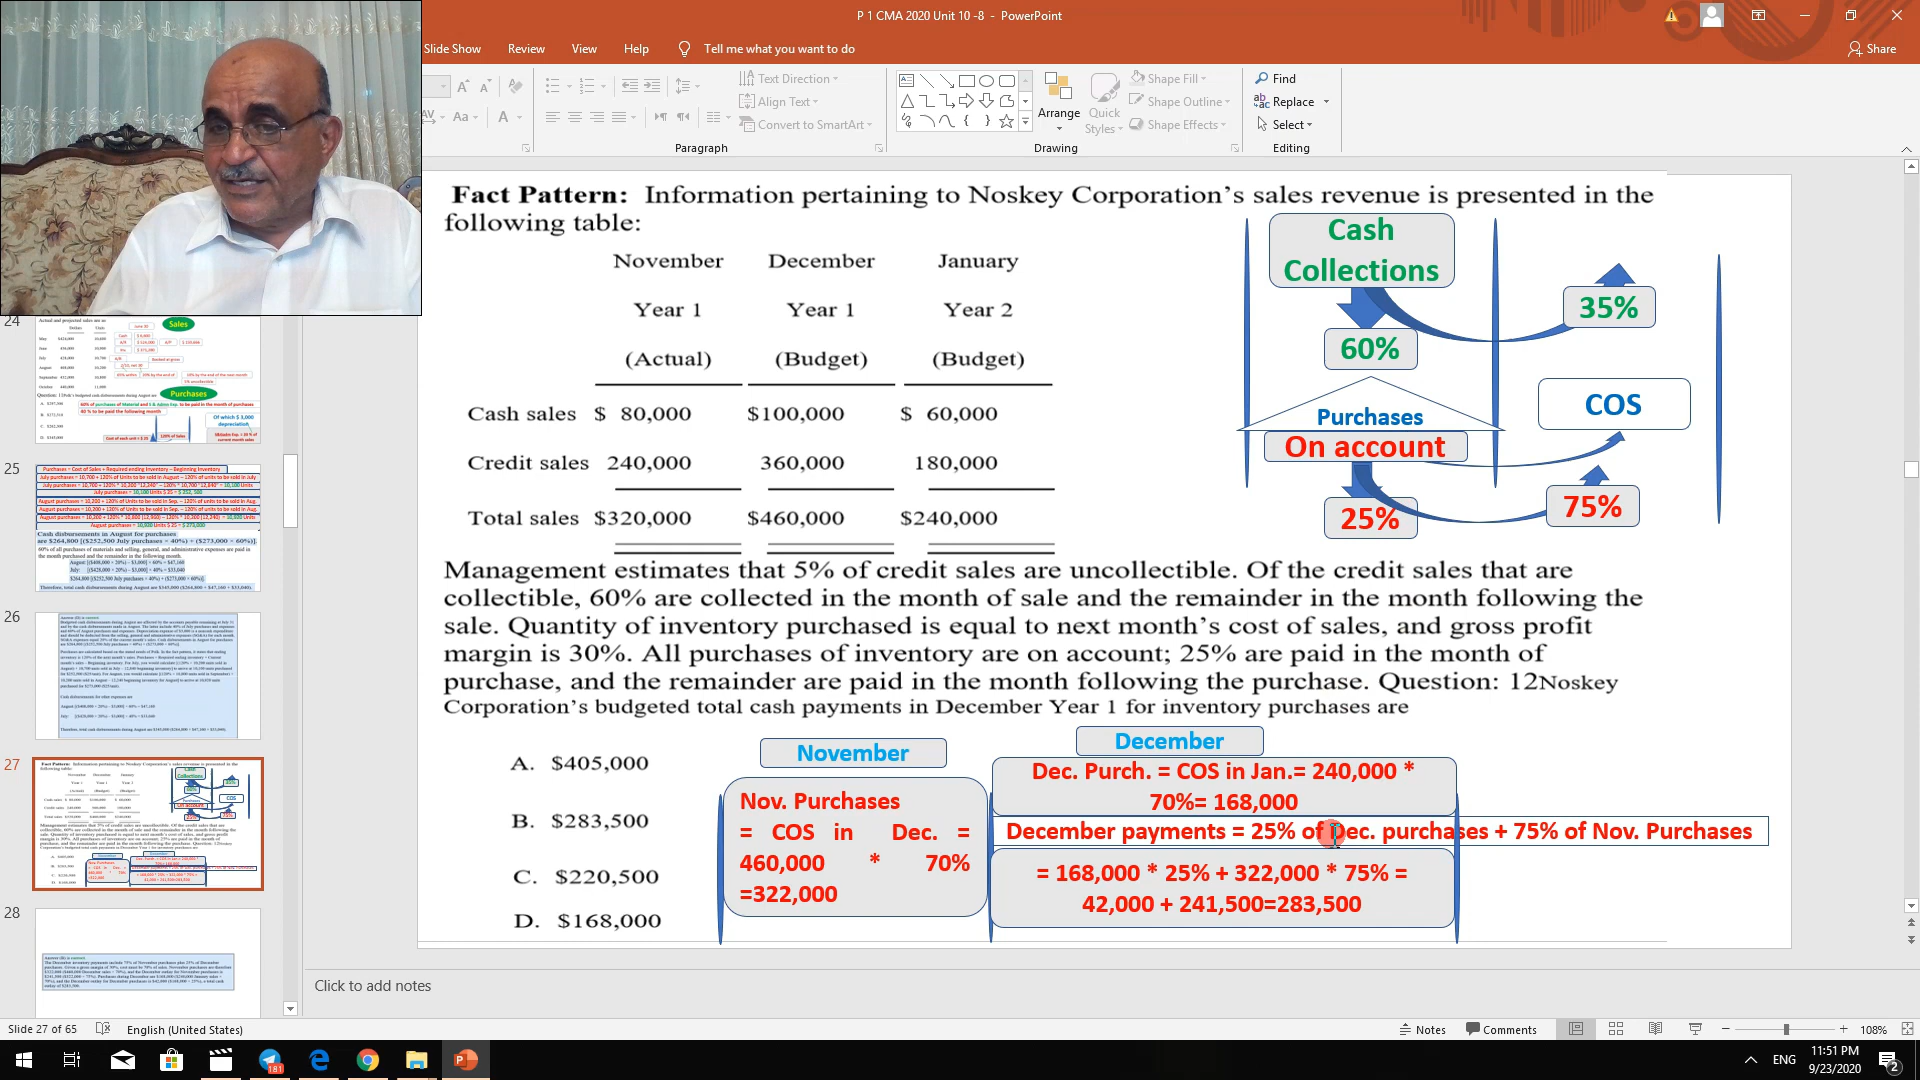 P 1 CMA 2020 Unit 10 -8 - PowerPoint
Slide Show Review View Help Tell me what you want to do
Share
Text Direction
Align Text
Convert to SmartArt
Paragraph
Arrange
Quick Styles
Shape Fill
Shape Outline
Shape Effects
Drawing
Find
Replace
Select
Editing
Fact Pattern: Information pertaining to Noskey Corporation's sales revenue is presented in the
following table:
November December January
Year 1 Year 1 Year 2
(Actual) (Budget) (Budget)
Cash sales $ 80,000 $100,000 $ 60,000
Credit sales 240,000 360,000 180,000
Total sales $320,000 $460,000 $240,000
Cash
Collections
35%
60%
Purchases
On account
COS
25%
75%
Management estimates that 5% of credit sales are uncollectible. Of the credit sales that are
collectible, 60% are collected in the month of sale and the remainder in the month following the
sale. Quantity of inventory purchased is equal to next month's cost of sales, and gross profit
margin is 30%. All purchases of inventory are on account; 25% are paid in the month of
purchase, and the remainder are paid in the month following the purchase. Question: 12Noskey
Corporation's budgeted total cash payments in December Year 1 for inventory purchases are
A. $405,000
B. $283,500
C. $220,500
D. $168,000
November
Nov. Purchases
= COS in Dec. =
460,000 * 70%
=322,000
December
Dec. Purch. = COS in Jan.= 240,000 *
70%= 168,000
December payments = 25% of Dec. purchases + 75% of Nov. Purchases
= 168,000 * 25% + 322,000 * 75% =
42,000 + 241,500=283,500
24
Sales
Purchases
25
26
27
28
Click to add notes
Slide 27 of 65 English (United States)
Notes Comments 108%
181
ENG
11:51 PM
9/23/2020
2